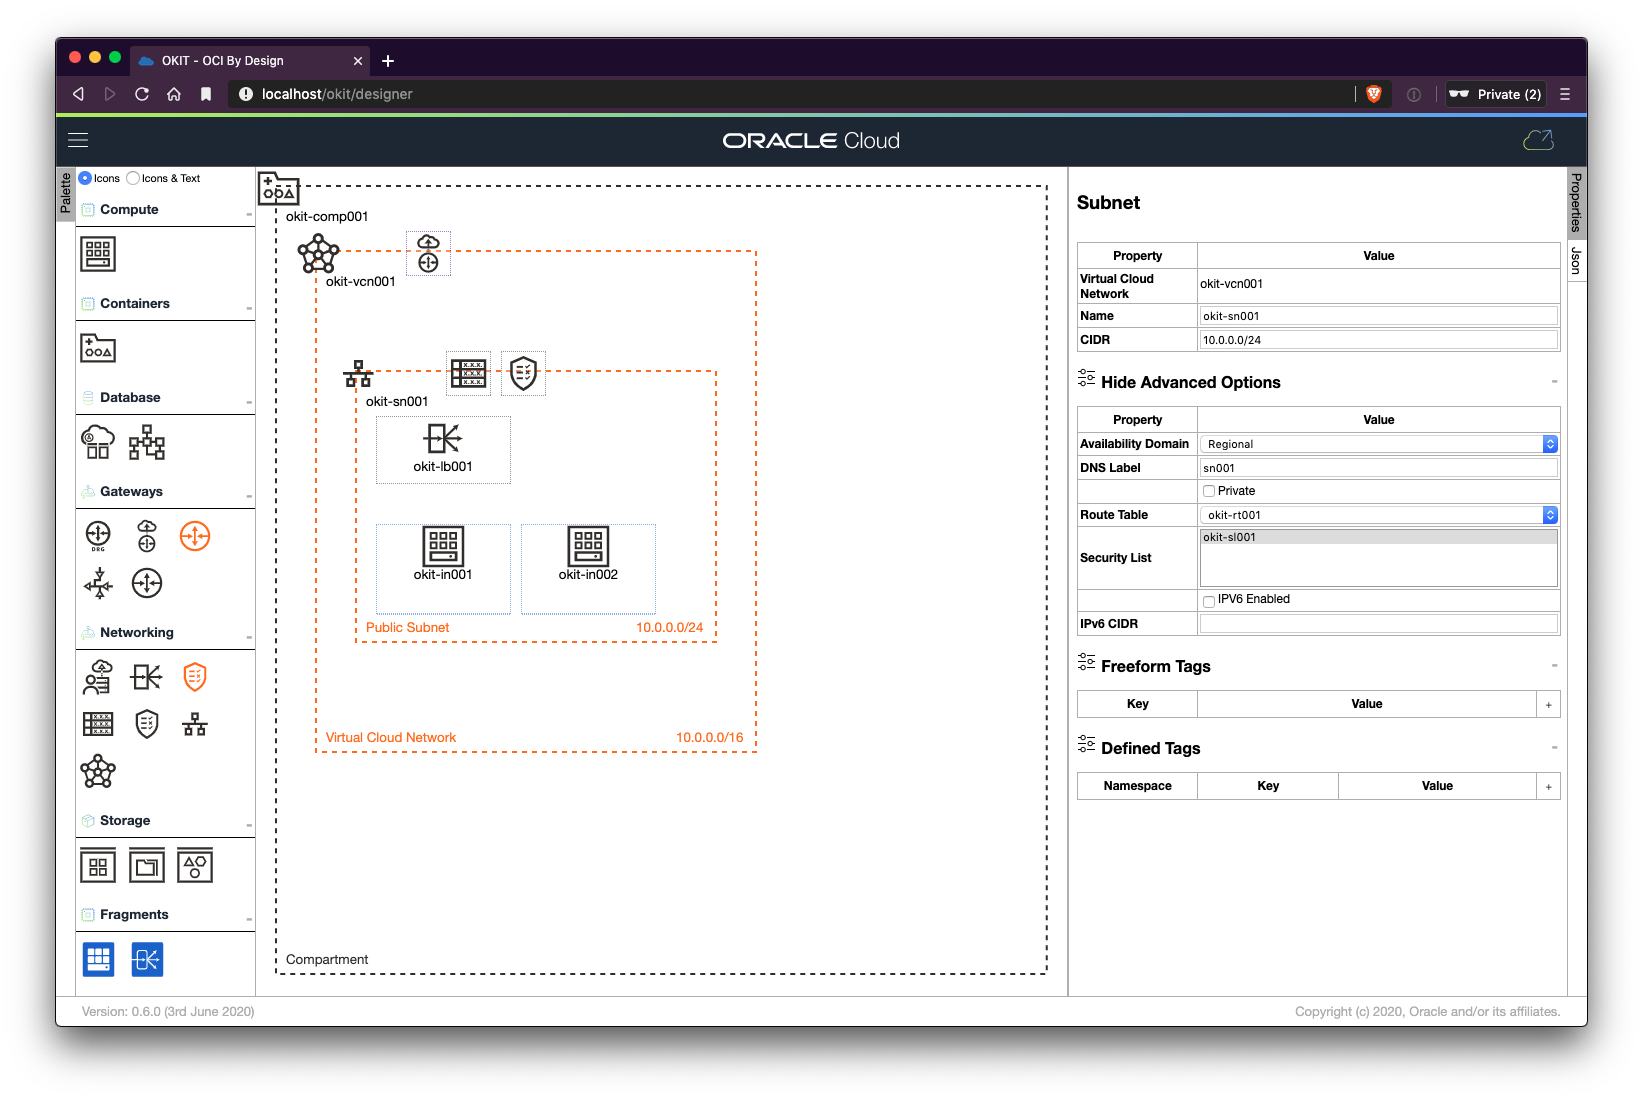 OKIT - OCI By Design
localhost/okit/designer
Private (2)
ORACLE Cloud
Palette
Icons
Icons & Text
Compute
Containers
Database
Gateways
DRG
Networking
Storage
Fragments
okit-comp001
okit-vcn001
okit-sn001
X.X.X.
X.X.X.
okit-lb001
okit-in001
okit-in002
Public Subnet
10.0.0.0/24
Virtual Cloud Network
10.0.0.0/16
Compartment
Subnet
Property
Value
Virtual Cloud Network
okit-vcn001
Name
okit-sn001
CIDR
10.0.0.0/24
Hide Advanced Options
Property
Value
Availability Domain
Regional
DNS Label
sn001
Private
Route Table
okit-rt001
Security List
okit-sl001
IPV6 Enabled
IPv6 CIDR
Freeform Tags
Key
Value
+
Defined Tags
Namespace
Key
Value
+
Properties
Json
Version: 0.6.0 (3rd June 2020)
Copyright (c) 2020, Oracle and/or its affiliates.